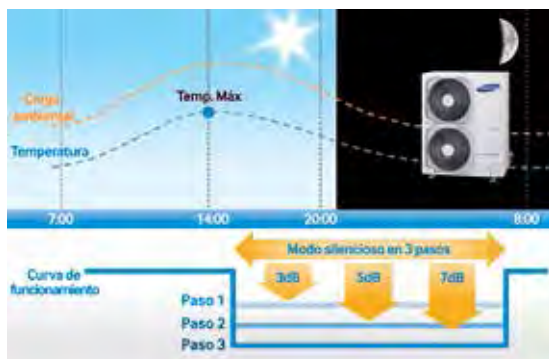 Carga
ambiental
Temp. Máx
Temperatura
SAMSUNG
7:00
14:00
20:00
8:00
Modo silencioso en 3 pasos
Curva de
funcionamiento
3dB
5dB
7dB
Paso 1
Paso 2
Paso 3